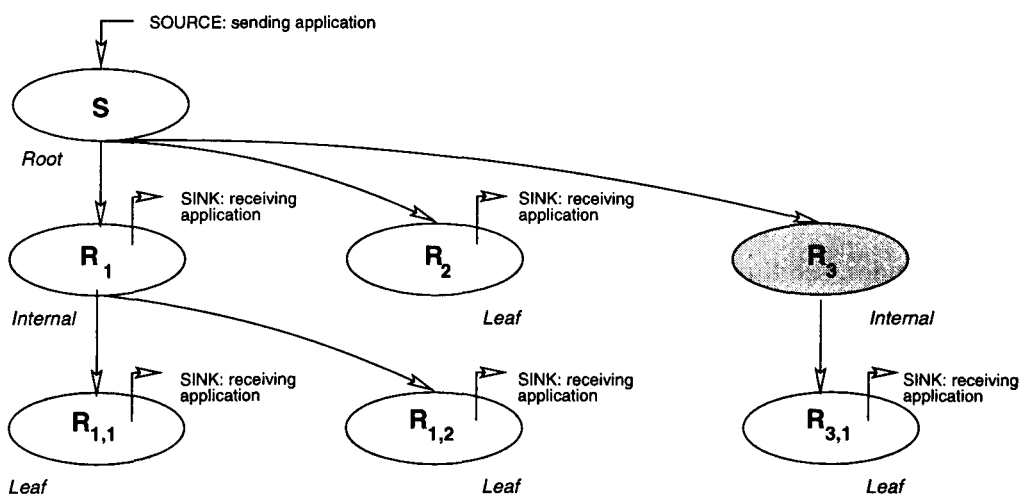 SOURCE: sending application
S
Root
SINK: receiving
application
SINK: receiving
application
R1
R2
R3
Internal
Leaf
Internal
SINK: receiving
application
SINK: receiving
application
SINK: receiving
application
R1,1
R1,2
R3,1
Leaf
Leaf
Leaf